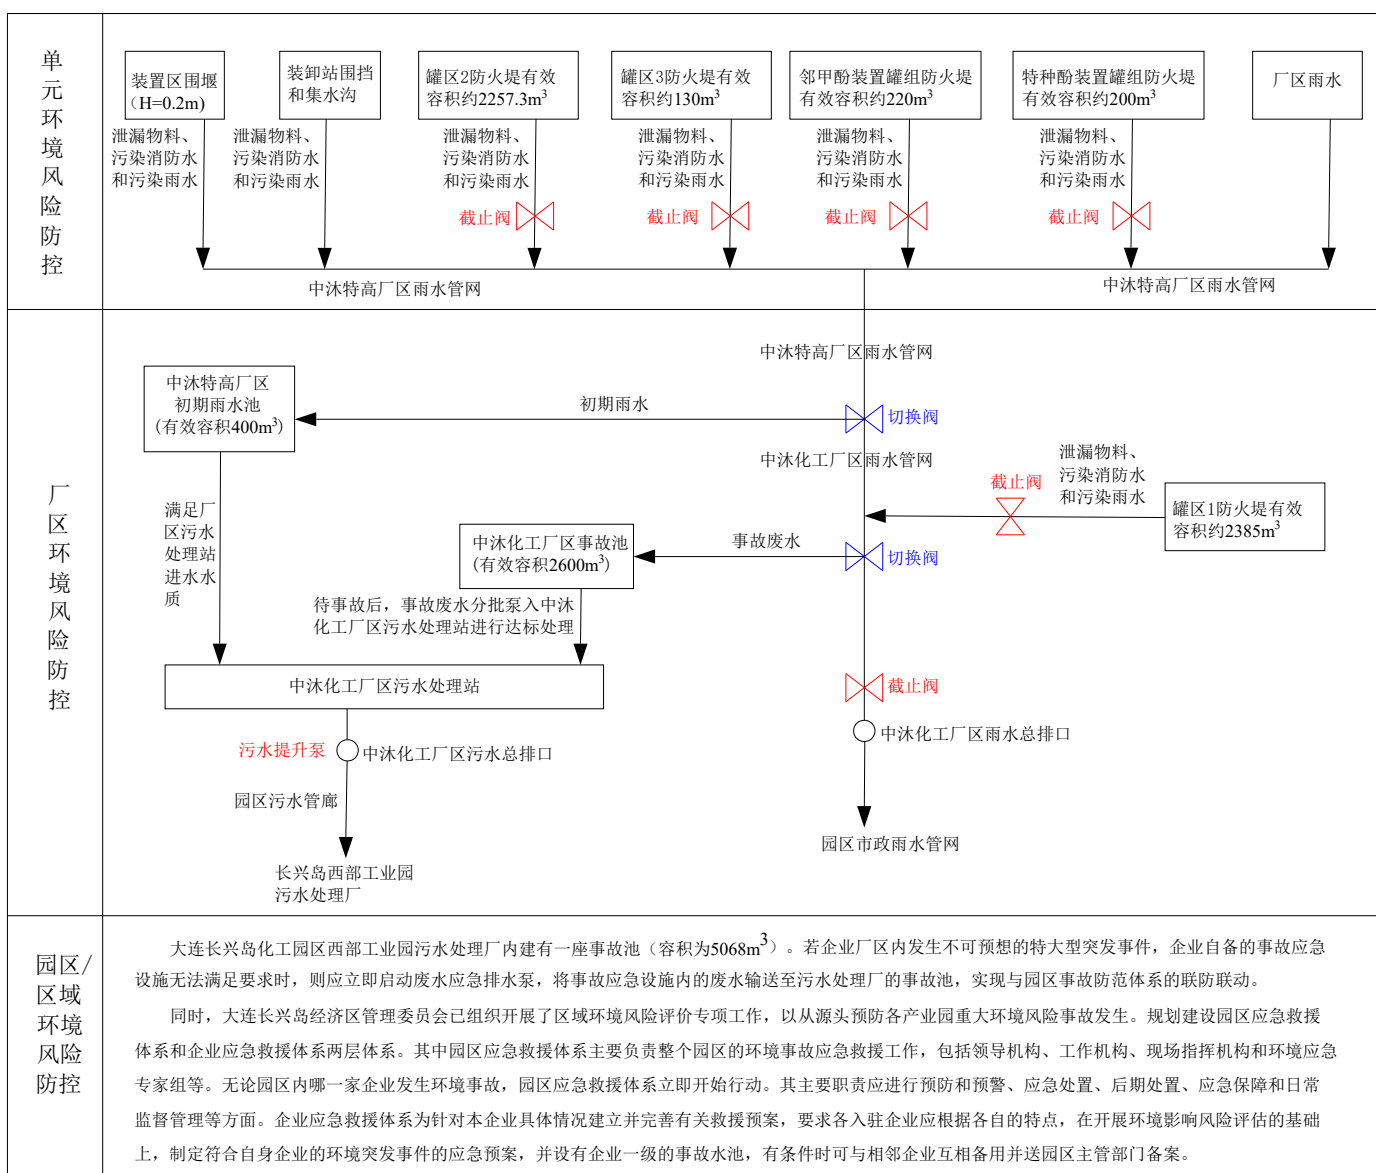 单
元
环
境
风
险
防
控
装置区围堰
（H=0.2m)
装卸站围挡
和集水沟
罐区2防火堤有效
容积约2257.3m³
罐区3防火堤有效
容积约130m³
邻甲酚装置罐组防火堤
有效容积约220m³
特种酚装置罐组防火堤
有效容积约200m³
厂区雨水
泄漏物料、
污染消防水
和污染雨水
泄漏物料、
污染消防水
和污染雨水
泄漏物料、
污染消防水
和污染雨水
泄漏物料、
污染消防水
和污染雨水
泄漏物料、
污染消防水
和污染雨水
泄漏物料、
污染消防水
和污染雨水
截止阀
截止阀
截止阀
截止阀
中沐特高厂区雨水管网
中沐特高厂区雨水管网
厂
区
环
境
风
险
防
控
中沐特高厂区雨水管网
中沐特高厂区
初期雨水池
(有效容积400m³)
初期雨水
切换阀
中沐化工厂区雨水管网
泄漏物料、
污染消防水
和污染雨水
截止阀
罐区1防火堤有效
容积约2385m³
满足厂
区污水
处理站
进水水
质
中沐化工厂区事故池
(有效容积2600m³)
事故废水
切换阀
待事故后，事故废水分批泵入中沐
化工厂区污水处理站进行达标处理
中沐化工厂区污水处理站
截止阀
中沐化工厂区雨水总排口
污水提升泵
中沐化工厂区污水总排口
园区污水管廊
园区市政雨水管网
长兴岛西部工业园
污水处理厂
园区/
区域
环境
风险
防控
大连长兴岛化工园区西部工业园污水处理厂内建有一座事故池（容积为5068m³）。若企业厂区内发生不可预想的特大型突发事件，企业自备的事故应急
设施无法满足要求时，则应立即启动废水应急排水泵，将事故应急设施内的废水输送至污水处理厂的事故池，实现与园区事故防范体系的联防联动。
同时，大连长兴岛经济区管理委员会已组织开展了区域环境风险评价专项工作，以从源头预防各产业园重大环境风险事故发生。规划建设园区应急救援
体系和企业应急救援体系两层体系。其中园区应急救援体系主要负责整个园区的环境事故应急救援工作，包括领导机构、工作机构、现场指挥机构和环境应急
专家组等。无论园区内哪一家企业发生环境事故，园区应急救援体系立即开始行动。其主要职责应进行预防和预警、应急处置、后期处置、应急保障和日常
监督管理等方面。企业应急救援体系为针对本企业具体情况建立并完善有关救援预案，要求各入驻企业应根据各自的特点，在开展环境影响风险评估的基础
上，制定符合自身企业的环境突发事件的应急预案，并设有企业一级的事故水池，有条件时可与相邻企业互相备用并送园区主管部门备案。